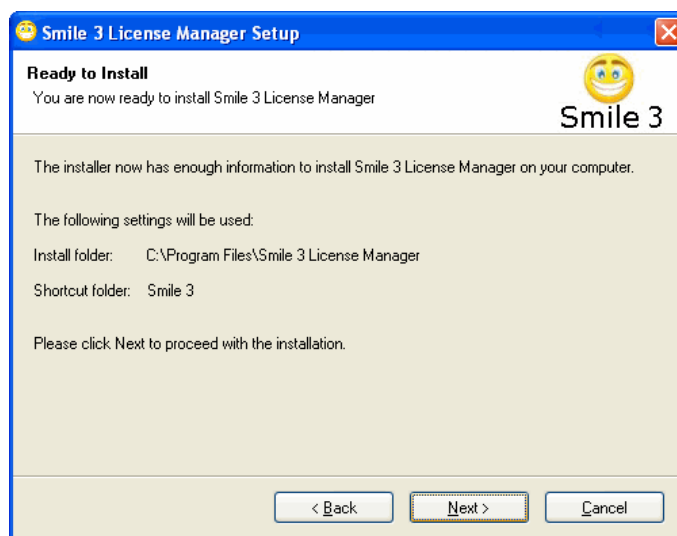 Smile 3 License Manager Setup
Ready to Install
You are now ready to install Smile 3 License Manager
Smile 3
The installer now has enough information to install Smile 3 License Manager on your computer.
The following settings will be used:
Install folder: C:\Program Files\Smile 3 License Manager
Shortcut folder: Smile 3
Please click Next to proceed with the installation.
< Back Next > Cancel